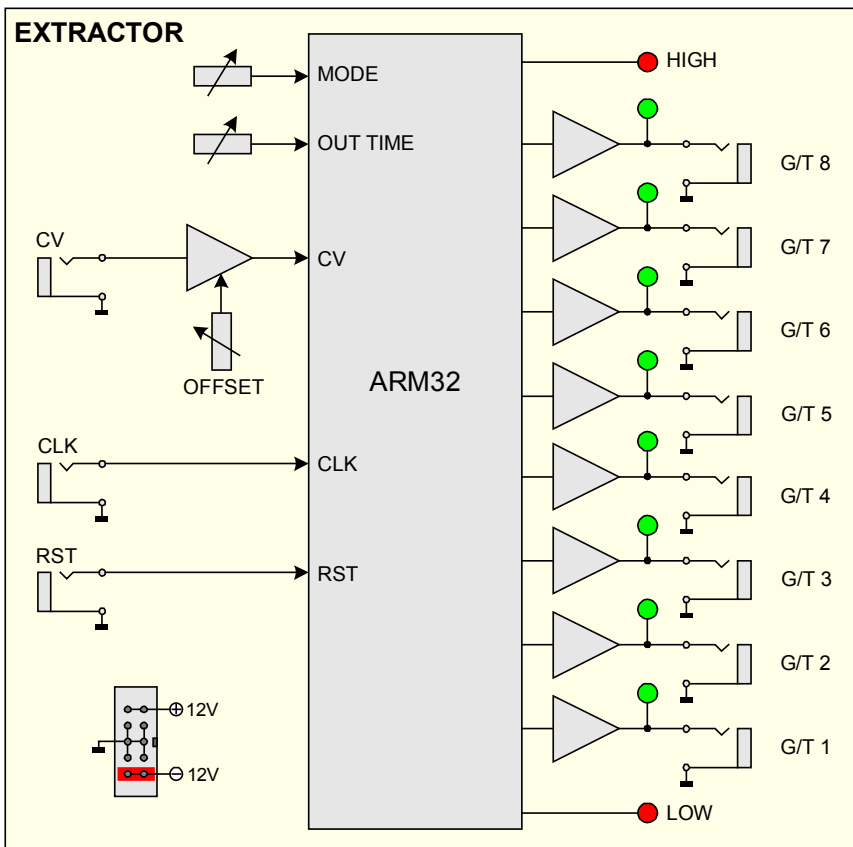 EXTRACTOR
MODE
HIGH
OUT TIME
G/T 8
CV
CV
G/T 7
G/T 6
OFFSET
ARM32
G/T 5
CLK
CLK
G/T 4
RST
RST
G/T 3
G/T 2
12V
G/T 1
12V
LOW